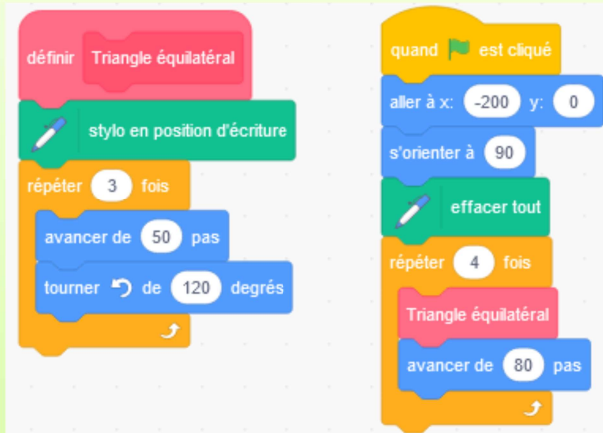 définir Triangle équilatéral
stylo en position d'écriture
répéter 3 fois
avancer de 50 pas
tourner de 120 degrés
quand est cliqué
aller à x: -200 y: 0
s'orienter à 90
effacer tout
répéter 4 fois
Triangle équilatéral
avancer de 80 pas